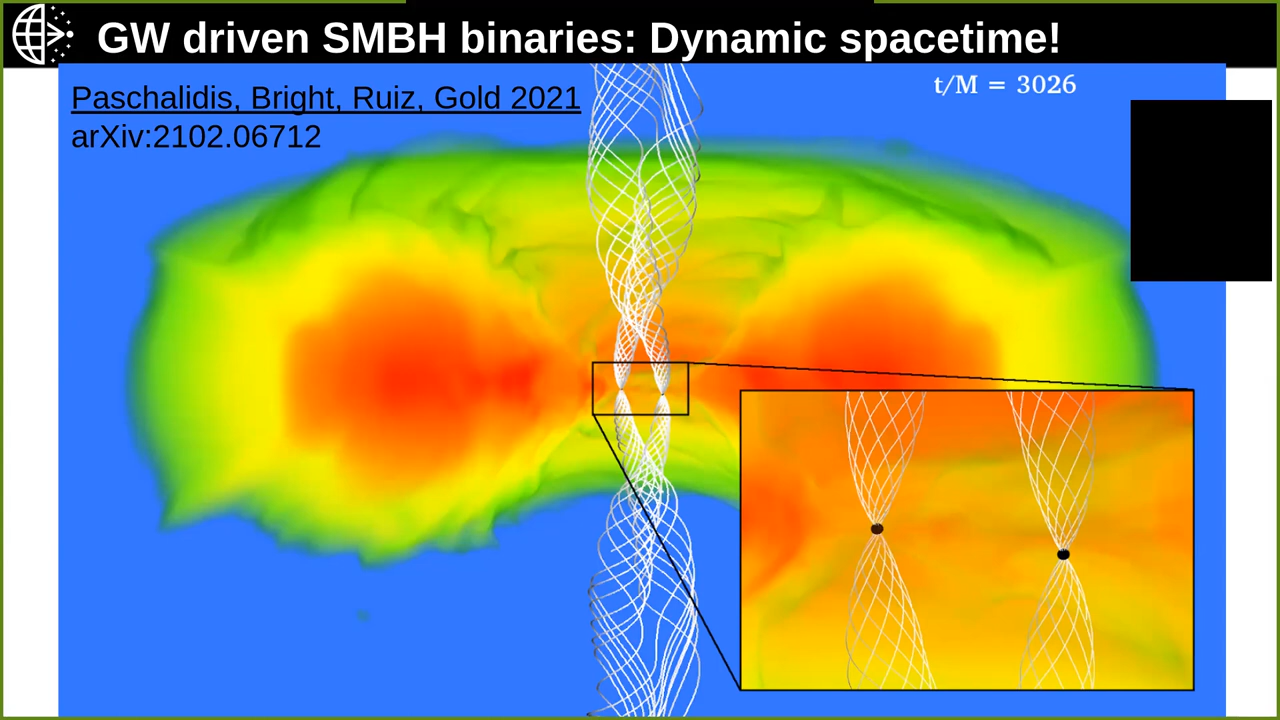 GW driven SMBH binaries: Dynamic spacetime!
Paschalidis, Bright, Ruiz, Gold 2021
arXiv:2102.06712
t/M = 3026